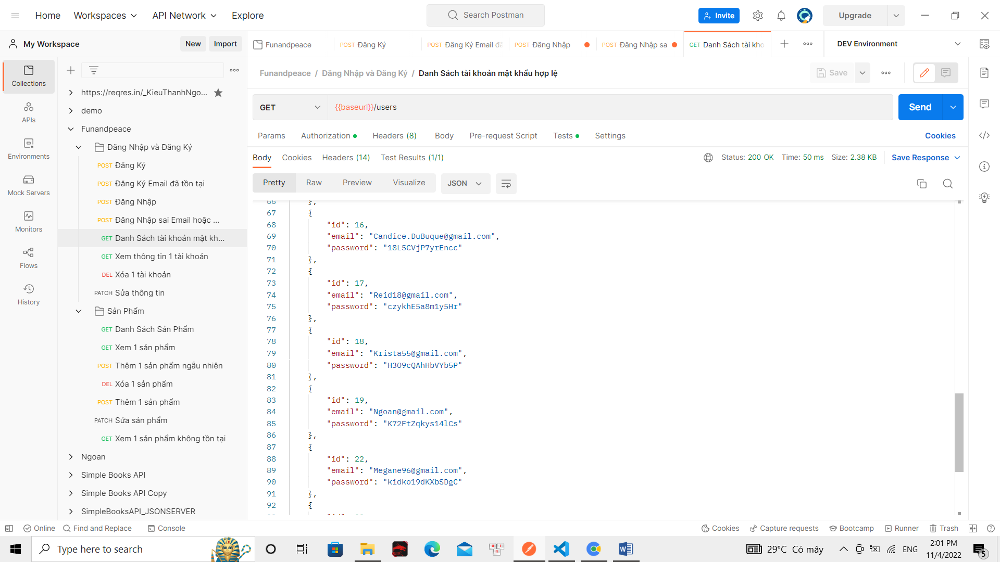 Home Workspaces API Network Explore Search Postman Invite Upgrade
My Workspace New Import
Funandpeace POST Đăng Ký POST Đăng Ký Email đã POST Đăng Nhập POST Đăng Nhập sa GET Danh Sách tài kho DEV Environment
Collections
APIs
Environments
Mock Servers
Monitors
Flows
History
https://reqres.in/_KieuThanhNgo...
demo
Funandpeace
Đăng Nhập và Đăng Ký
POST Đăng Ký
POST Đăng Ký Email đã tồn tại
POST Đăng Nhập
POST Đăng Nhập sai Email hoặc ...
GET Danh Sách tài khoản mật kh...
GET Xem thông tin 1 tài khoản
DEL Xóa 1 tài khoản
PATCH Sửa thông tin
Sản Phẩm
GET Danh Sách Sản Phẩm
GET Xem 1 sản phẩm
POST Thêm 1 sản phẩm ngẫu nhiên
DEL Xóa 1 sản phẩm
POST Thêm 1 sản phẩm
PATCH Sửa sản phẩm
GET Xem 1 sản phẩm không tồn tại
Ngoan
Simple Books API
Simple Books API Copy
SimpleBooksAPI_JSONSERVER
Funandpeace / Đăng Nhập và Đăng Ký / Danh Sách tài khoản mật khẩu hợp lệ Save
GET {{baseurl}}/users Send
Params Authorization Headers (8) Body Pre-request Script Tests Settings Cookies
Body Cookies Headers (14) Test Results (1/1) Status: 200 OK Time: 50 ms Size: 2.38 KB Save Response
Pretty Raw Preview Visualize JSON
66 },
67 {
68 "id": 16,
69 "email": "Candice.DuBuque@gmail.com",
70 "password": "18L5CVjP7yrEncc"
71 },
72 {
73 "id": 17,
74 "email": "Reid18@gmail.com",
75 "password": "czykhE5a8m1y5Hr"
76 },
77 {
78 "id": 18,
79 "email": "Krista55@gmail.com",
80 "password": "H3O9cQAhHbVYb5P"
81 },
82 {
83 "id": 19,
84 "email": "Ngoan@gmail.com",
85 "password": "K72FtZqkys14lCs"
86 },
87 {
88 "id": 22,
89 "email": "Megane96@gmail.com",
90 "password": "kidko19dKXbSDgC"
91 },
92 {
Online Find and Replace Console Cookies Capture requests Bootcamp Runner Trash
Type here to search 29°C Có mây ENG 2:01 PM
11/4/2022 5